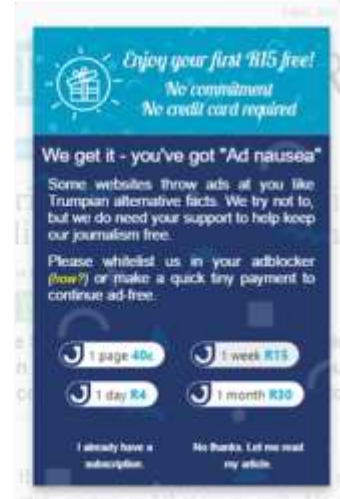 Enjoy your first R15 free!
No commitment
No credit card required
We get it - you've got "Ad nausea"
Some websites throw ads at you like
Trumpian alternative facts. We try not to,
but we do need your support to help keep
our journalism free.
Please whitelist us in your adblocker
(how?) or make a quick tiny payment to
continue ad-free.
1 page 40c
1 week R15
1 day R4
1 month R30
I already have a
subscription.
No thanks. Let me read
my article.